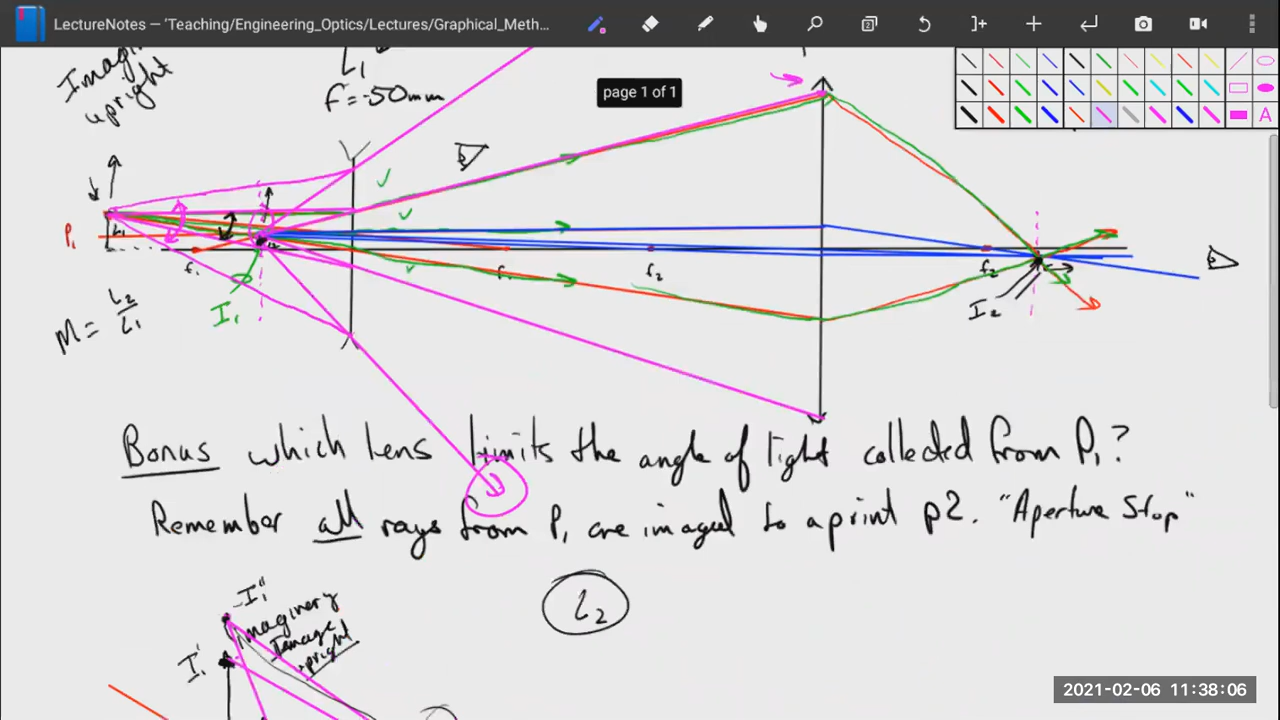 LectureNotes — 'Teaching/Engineering_Optics/Lectures/Graphical_Meth...
page 1 of 1
A
upright
L₁
f=-50mm
P₁
L₁
f₁
f₁
f₂
f₂
I₁
I₂
M = L₂/L₁
Bonus which lens limits the angle of light collected from P₁?
Remember all rays from P₁ are imaged to a point p2. "Aperture Stop"
L₂
I₁"
imaginery
Image
upright
I₁'
2021-02-06 11:38:06